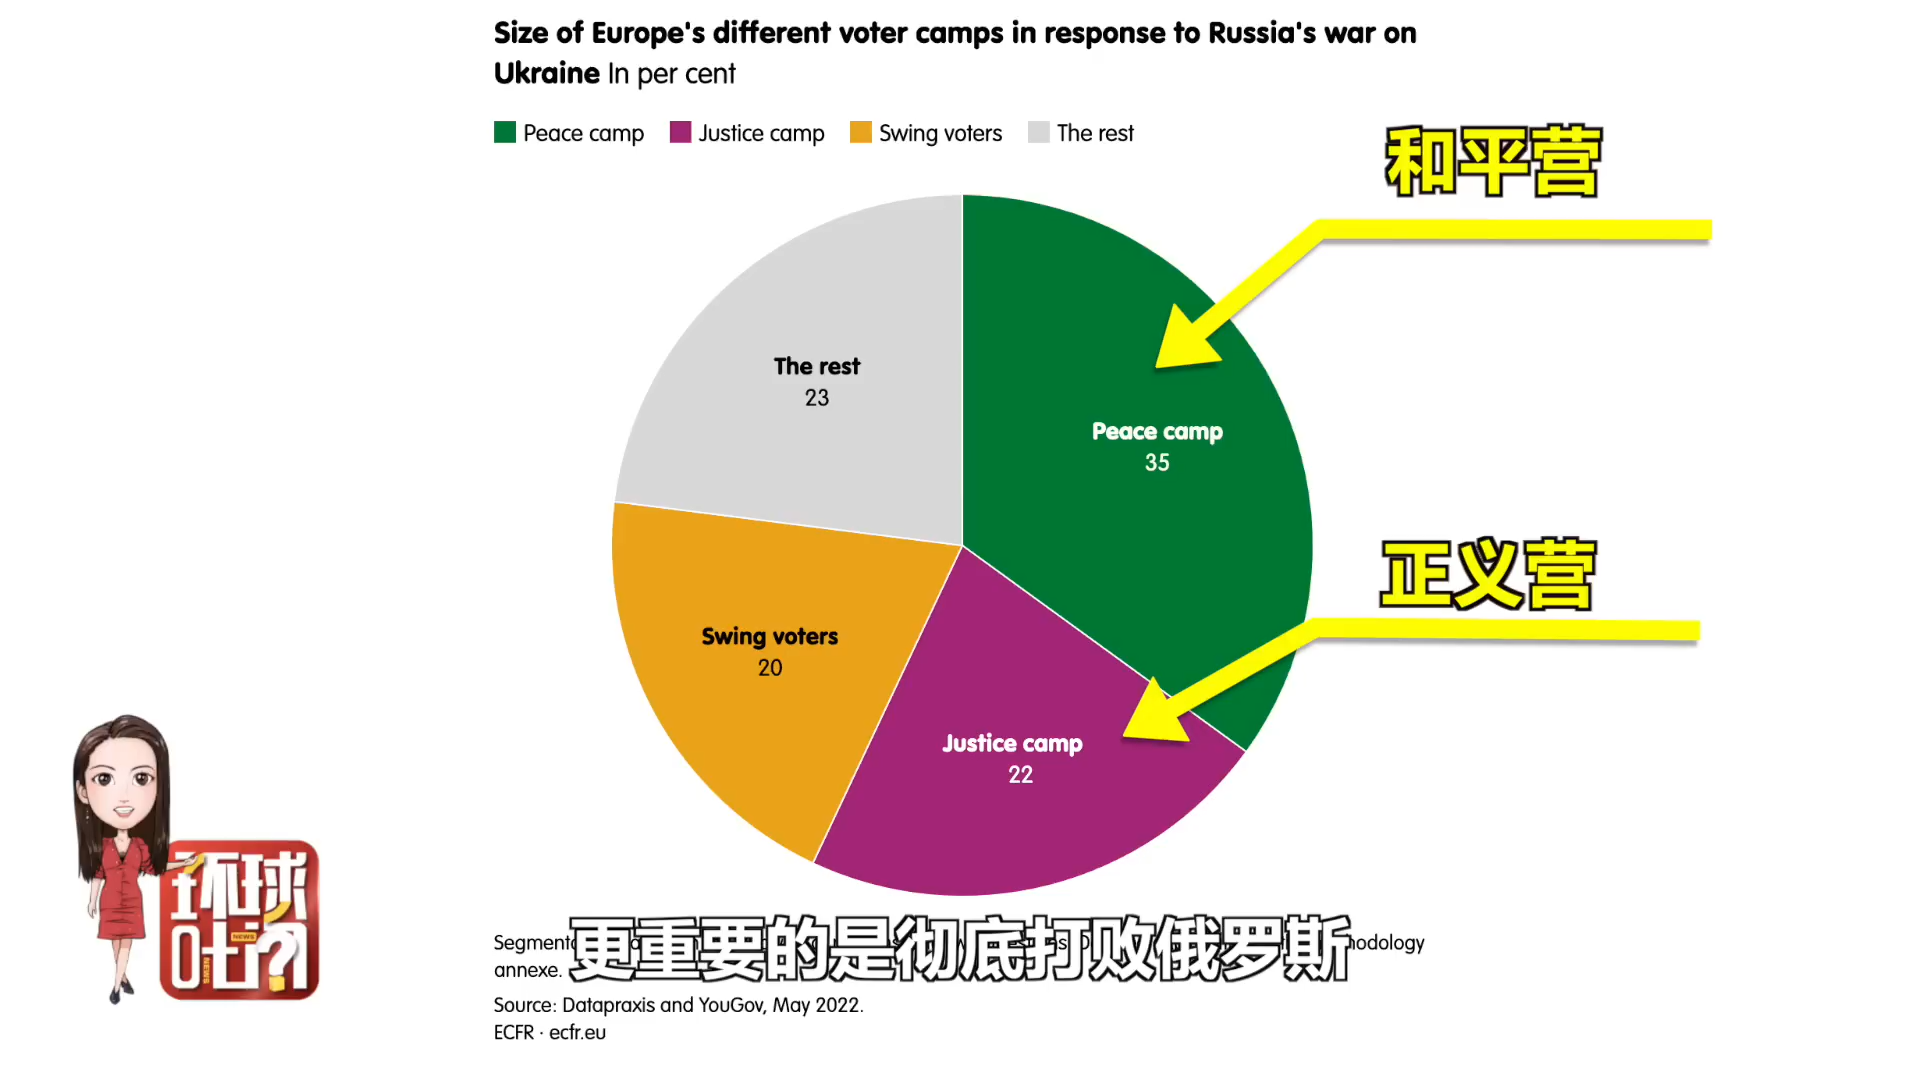 Size of Europe's different voter camps in response to Russia's war on
Ukraine In per cent
Peace camp
Justice camp
Swing voters
The rest
和平营
The rest
23
Peace camp
35
正义营
Swing voters
20
Justice camp
22
环球
NEWS
NEWS
更重要的是彻底打败俄罗斯
annexe.
Source: Datapraxis and YouGov, May 2022.
ECFR · ecfr.eu